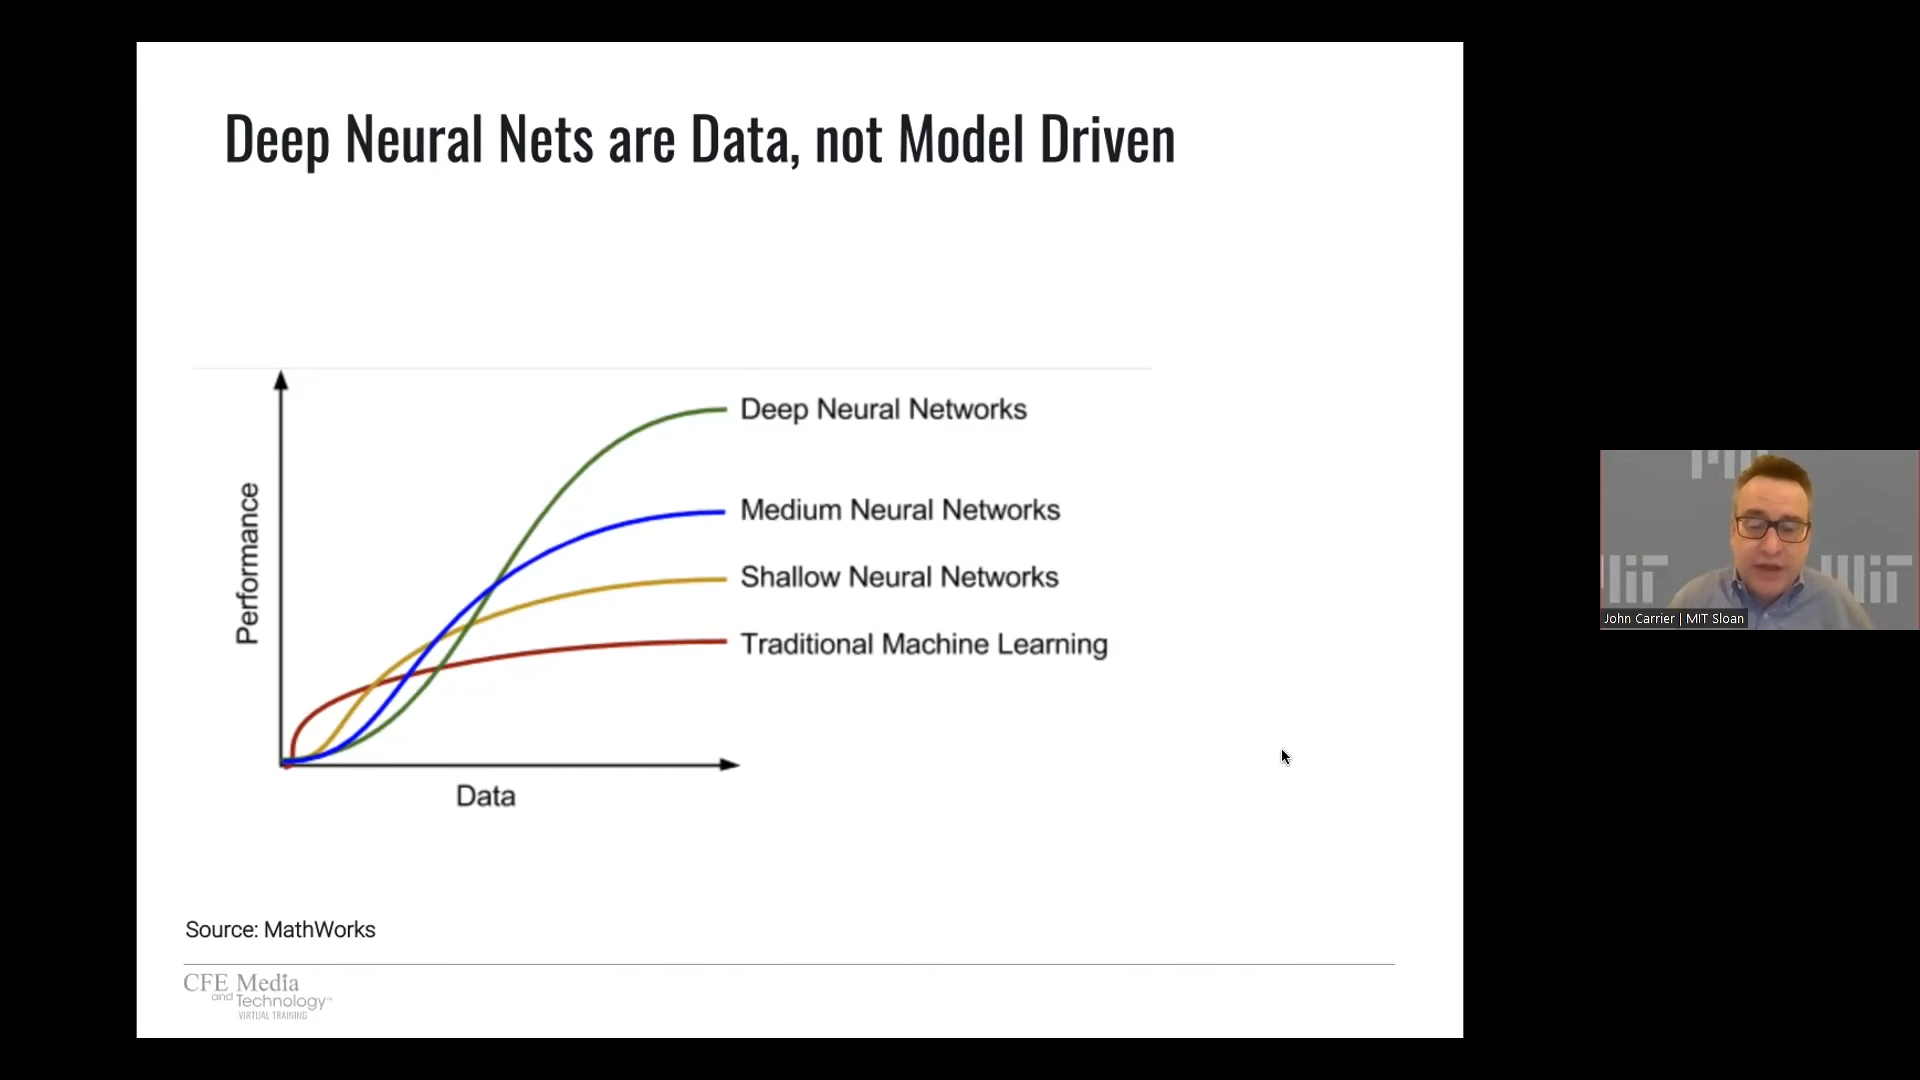 Deep Neural Nets are Data, not Model Driven
Performance
Deep Neural Networks
Medium Neural Networks
Shallow Neural Networks
Traditional Machine Learning
Data
Source: MathWorks
CFE Media
and Technology™
VIRTUAL TRAINING
John Carrier | MIT Sloan